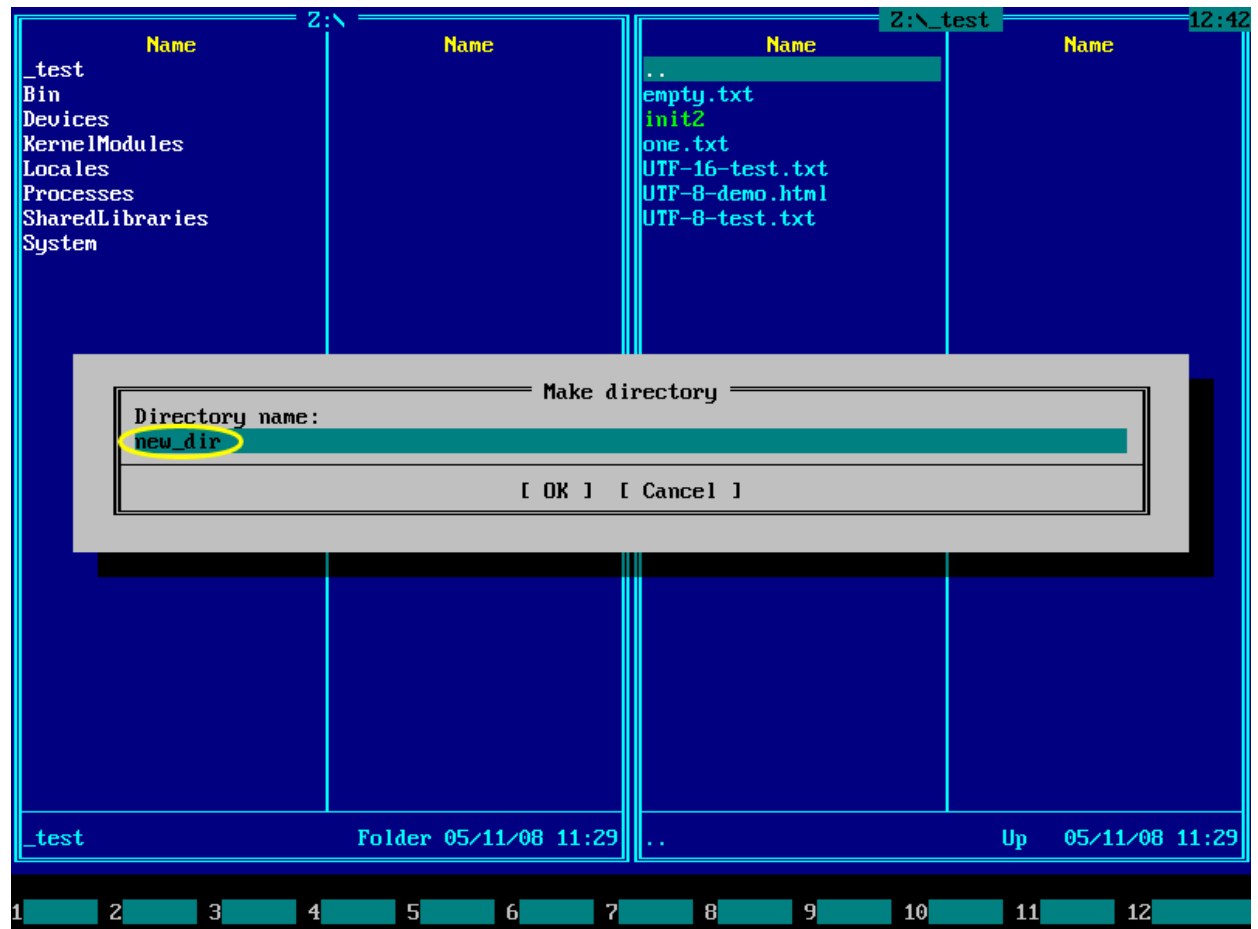 Z:\ Z:\_test 12:42
Name Name Name Name
_test ..
Bin empty.txt
Devices init2
KernelModules one.txt
Locales UTF-16-test.txt
Processes UTF-8-demo.html
SharedLibraries UTF-8-test.txt
System
Make directory
Directory name:
new_dir
[ OK ] [ Cancel ]
_test Folder 05/11/08 11:29 .. Up 05/11/08 11:29
1 2 3 4 5 6 7 8 9 10 11 12